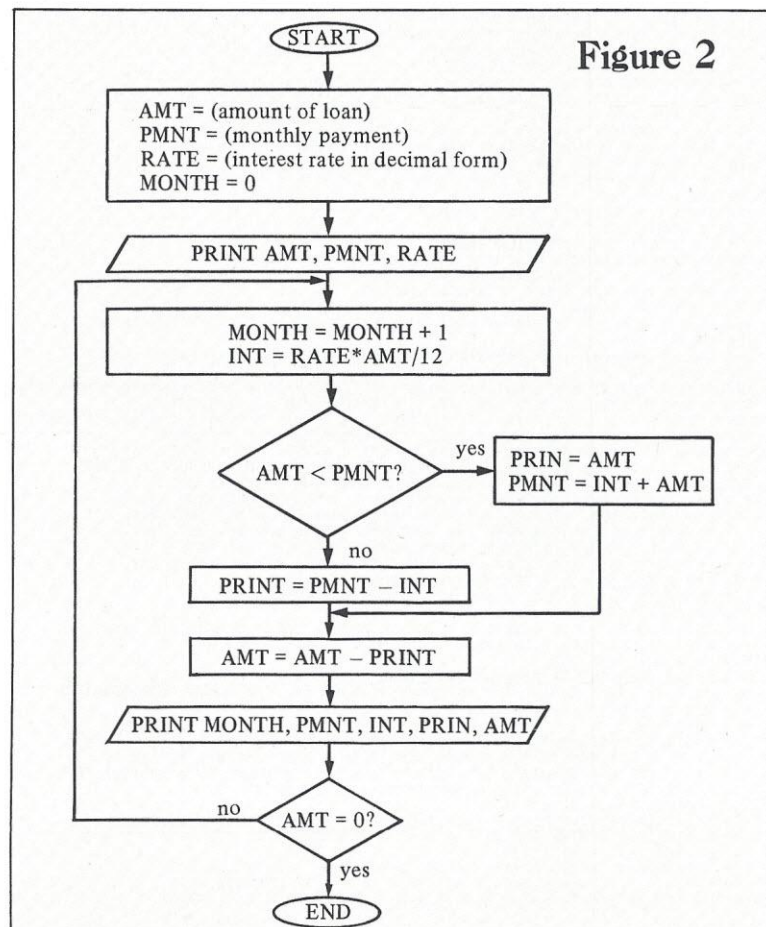 START
Figure 2
AMT = (amount of loan)
PMNT = (monthly payment)
RATE = (interest rate in decimal form)
MONTH = 0
PRINT AMT, PMNT, RATE
MONTH = MONTH + 1
INT = RATE*AMT/12
AMT < PMNT?
yes
PRIN = AMT
PMNT = INT + AMT
no
PRINT = PMNT – INT
AMT = AMT – PRINT
PRINT MONTH, PMNT, INT, PRIN, AMT
no
AMT = 0?
yes
END